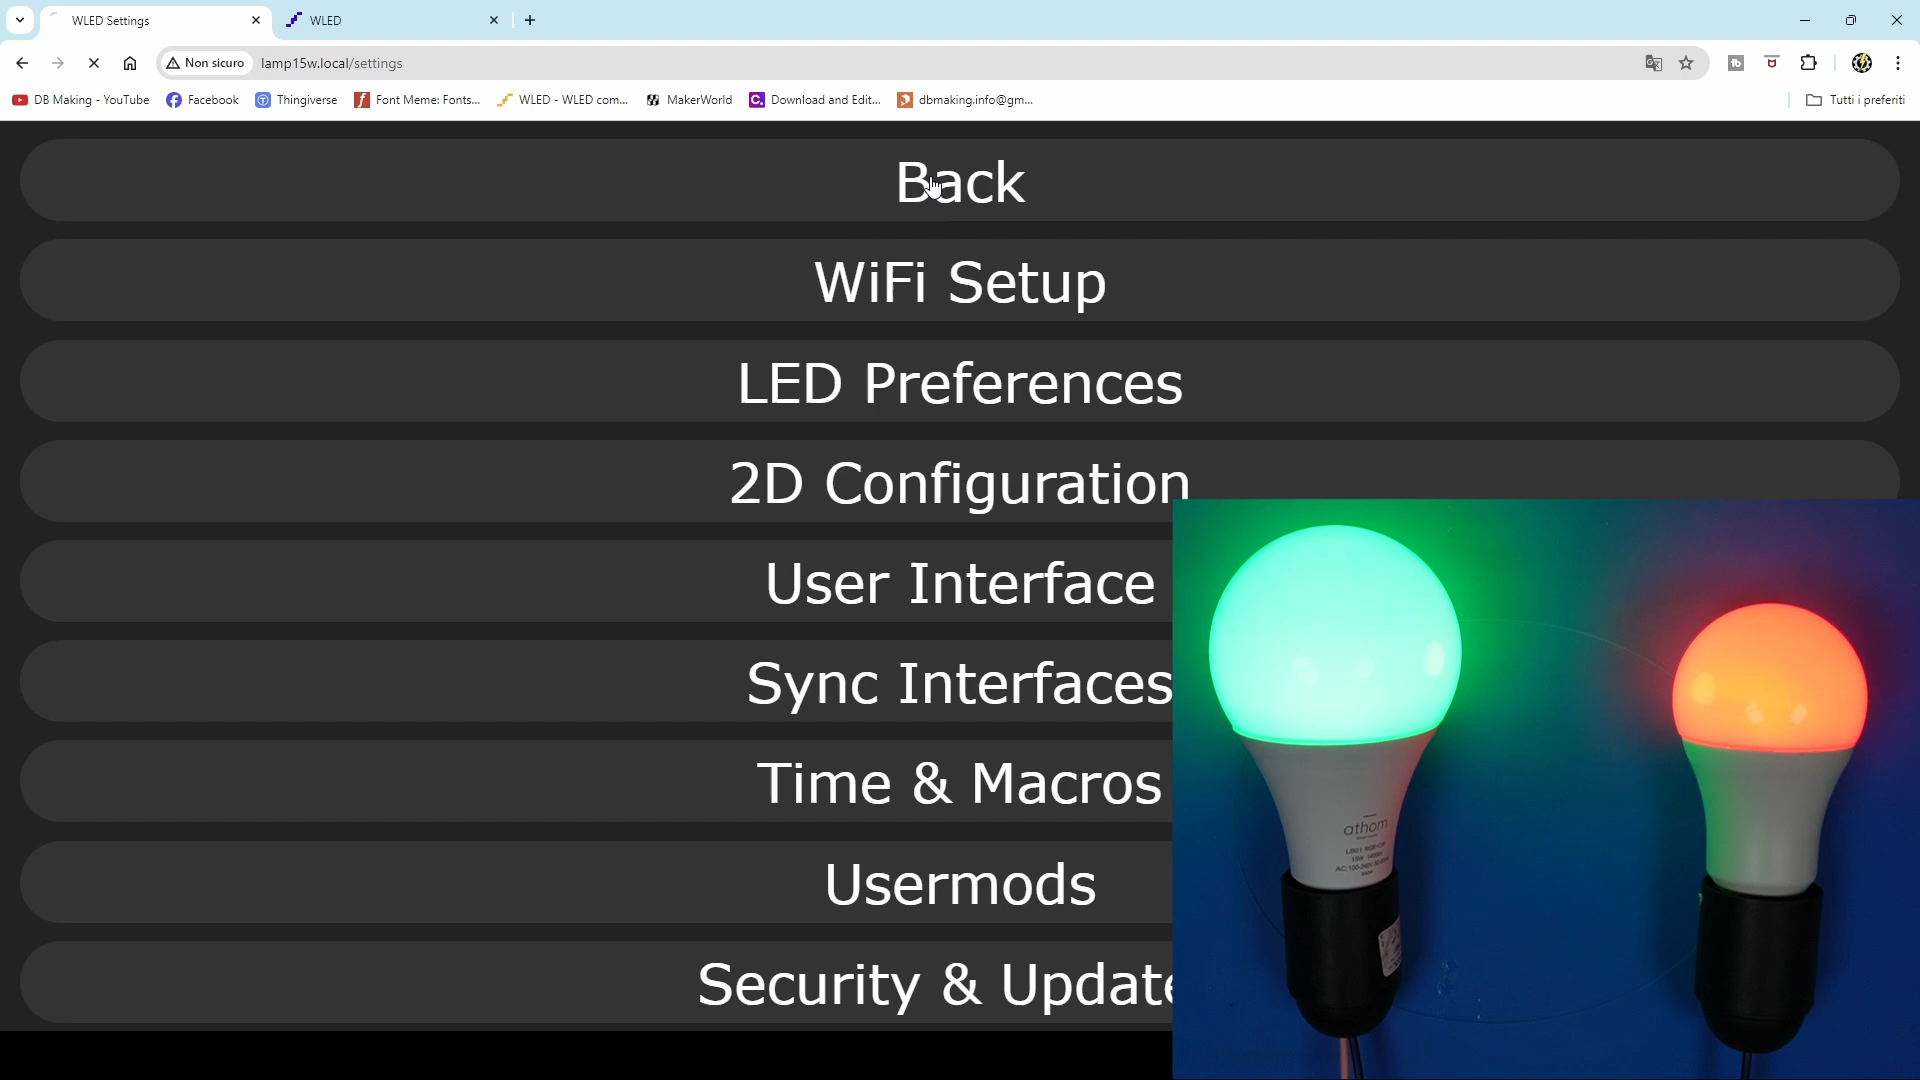 WLED Settings
WLED
Non sicuro
lamp15w.local/settings
DB Making - YouTube
Facebook
Thingiverse
Font Meme: Fonts...
WLED - WLED com...
MakerWorld
Download and Edit...
dbmaking.info@gm...
Tutti i preferiti
Back
WiFi Setup
LED Preferences
2D Configuration
User Interface
Sync Interfaces
Time & Macros
Usermods
Security & Update
athom
15W 1400lm